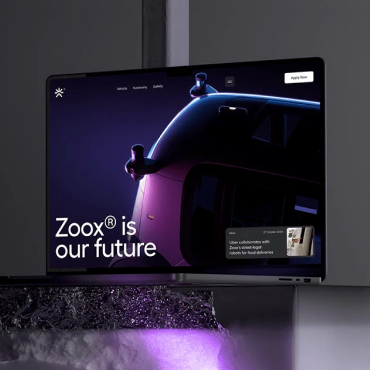 Vehicle Autonomy Safety
Apply Now
Zoox® is
our future
Uber collaborates with
Zoox's street-legal
robots for food deliveries